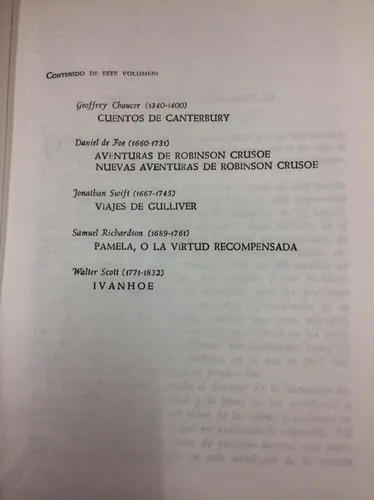 CONTENIDO DE ESTE VOLUMEN:
Geoffrey Chaucer (1340-1400)
CUENTOS DE CANTERBURY
Daniel de Foe (1660-1731)
AVENTURAS DE ROBINSON CRUSOE
NUEVAS AVENTURAS DE ROBINSON CRUSOE
Jonathan Swift (1667-1745)
VIAJES DE GULLIVER
Samuel Richardson (1689-1761)
PAMELA, O LA VIRTUD RECOMPENSADA
Walter Scott (1771-1832)
IVANHOE